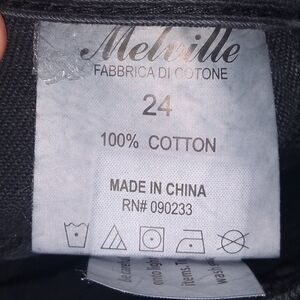 Melville
FABBRICA DI COTONE
24
100% COTTON
MADE IN CHINA
RN# 090233